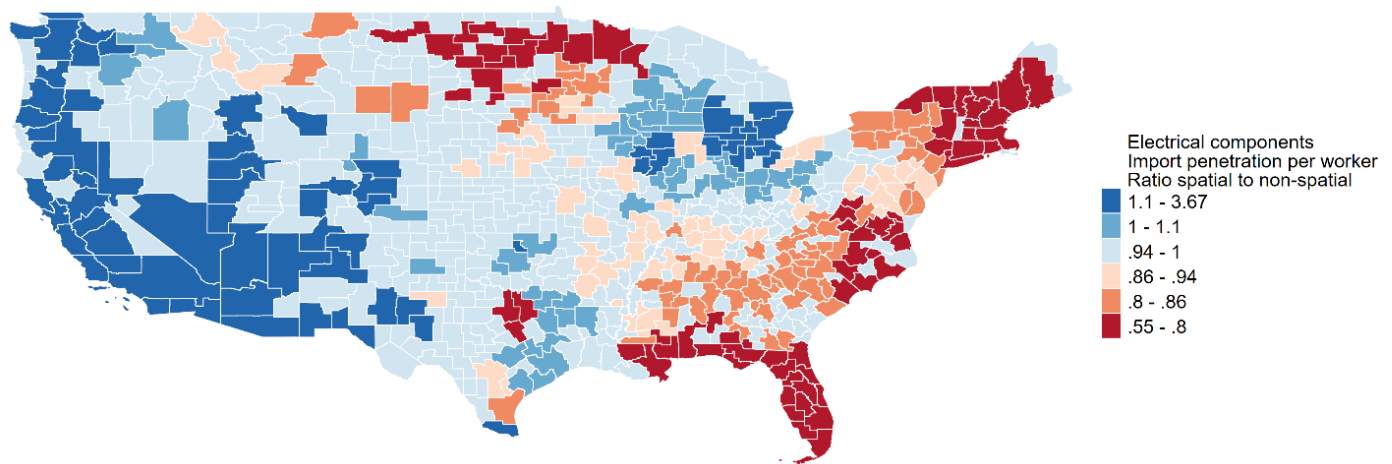 Electrical components
Import penetration per worker
Ratio spatial to non-spatial
1.1 - 3.67
1 - 1.1
.94 - 1
.86 - .94
.8 - .86
.55 - .8